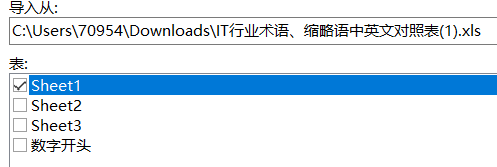 导入从:
C:\Users\70954\Downloads\IT行业术语、缩略语中英文对照表(1).xls
表:
Sheet1
Sheet2
Sheet3
数字开头